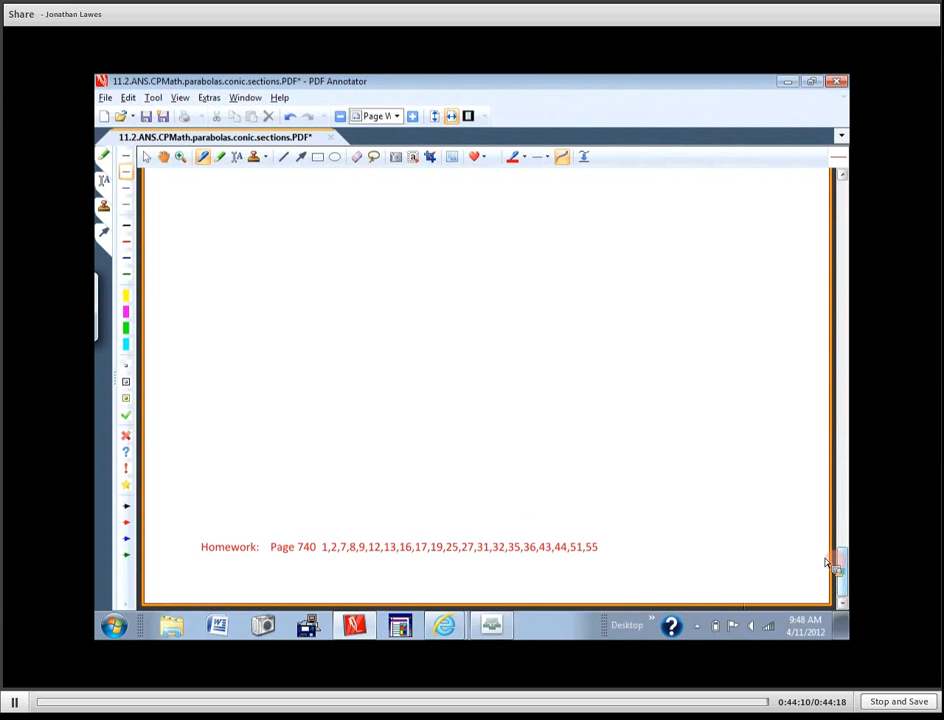 Share - Jonathan Lawes
11.2.ANS.CPMath.parabolas.conic.sections.PDF* - PDF Annotator
File Edit Tool View Extras Window Help
Page W
11.2.ANS.CPMath.parabolas.conic.sections.PDF*
Homework: Page 740 1,2,7,8,9,12,13,16,17,19,25,27,31,32,35,36,43,44,51,55
Desktop
9:48 AM
4/11/2012
0:44:10/0:44:18
Stop and Save